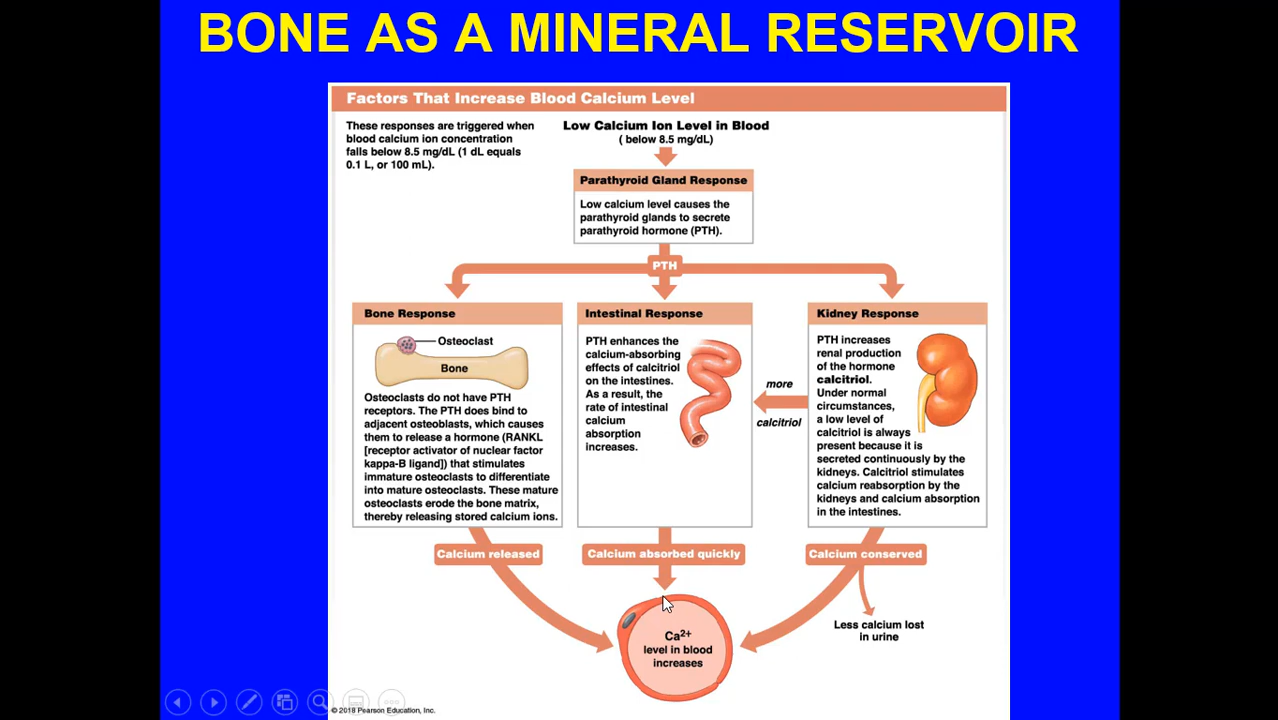 BONE AS A MINERAL RESERVOIR
Factors That Increase Blood Calcium Level
These responses are triggered when
blood calcium ion concentration
falls below 8.5 mg/dL (1 dL equals
0.1 L, or 100 mL).
Low Calcium Ion Level in Blood
( below 8.5 mg/dL)
Parathyroid Gland Response
Low calcium level causes the
parathyroid glands to secrete
parathyroid hormone (PTH).
PTH
Bone Response
Osteoclast
Bone
Osteoclasts do not have PTH
receptors. The PTH does bind to
adjacent osteoblasts, which causes
them to release a hormone (RANKL
[receptor activator of nuclear factor
kappa-B ligand]) that stimulates
immature osteoclasts to differentiate
into mature osteoclasts. These mature
osteoclasts erode the bone matrix,
thereby releasing stored calcium ions.
Intestinal Response
PTH enhances the
calcium-absorbing
effects of calcitriol
on the intestines.
As a result, the
rate of intestinal
calcium
absorption
increases.
more
calcitriol
Kidney Response
PTH increases
renal production
of the hormone
calcitriol.
Under normal
circumstances,
a low level of
calcitriol is always
present because it is
secreted continuously by the
kidneys. Calcitriol stimulates
calcium reabsorption by the
kidneys and calcium absorption
in the intestines.
Calcium released
Calcium absorbed quickly
Calcium conserved
Less calcium lost
in urine
Ca2+
level in blood
increases
© 2018 Pearson Education, Inc.